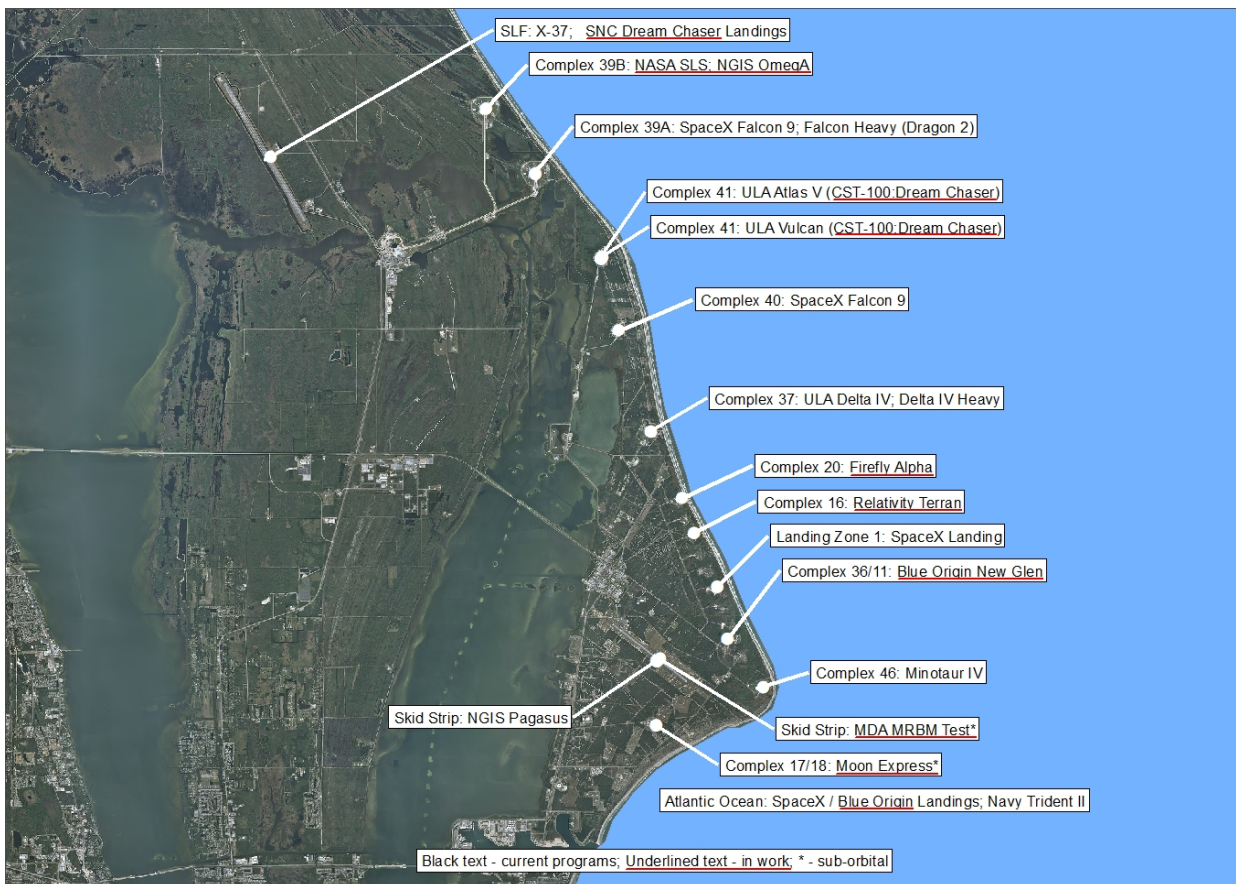 SLF: X-37; SNC Dream Chaser Landings
Complex 39B: NASA SLS; NGIS OmegA
Complex 39A: SpaceX Falcon 9; Falcon Heavy (Dragon 2)
Complex 41: ULA Atlas V (CST-100:Dream Chaser)
Complex 41: ULA Vulcan (CST-100:Dream Chaser)
Complex 40: SpaceX Falcon 9
Complex 37: ULA Delta IV; Delta IV Heavy
Complex 20: Firefly Alpha
Complex 16: Relativity Terran
Landing Zone 1: SpaceX Landing
Complex 36/11: Blue Origin New Glen
Complex 46: Minotaur IV
Skid Strip: NGIS Pagasus
Skid Strip: MDA MRBM Test*
Complex 17/18: Moon Express*
Atlantic Ocean: SpaceX / Blue Origin Landings; Navy Trident II
Black text - current programs; Underlined text - in work; * - sub-orbital